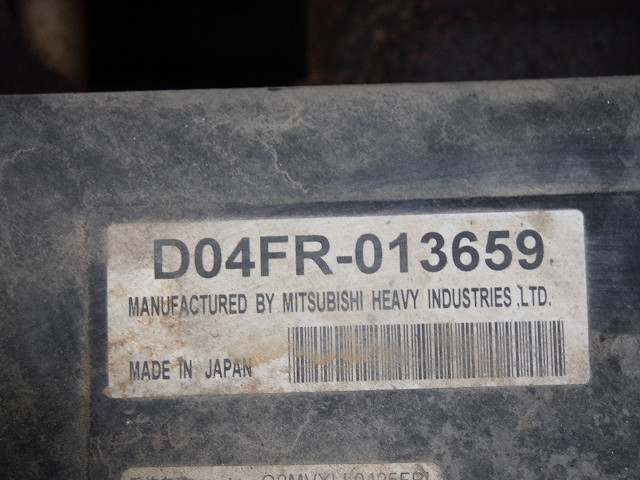 D04FR-013659
MANUFACTURED BY MITSUBISHI HEAVY INDUSTRIES,LTD.
MADE IN JAPAN